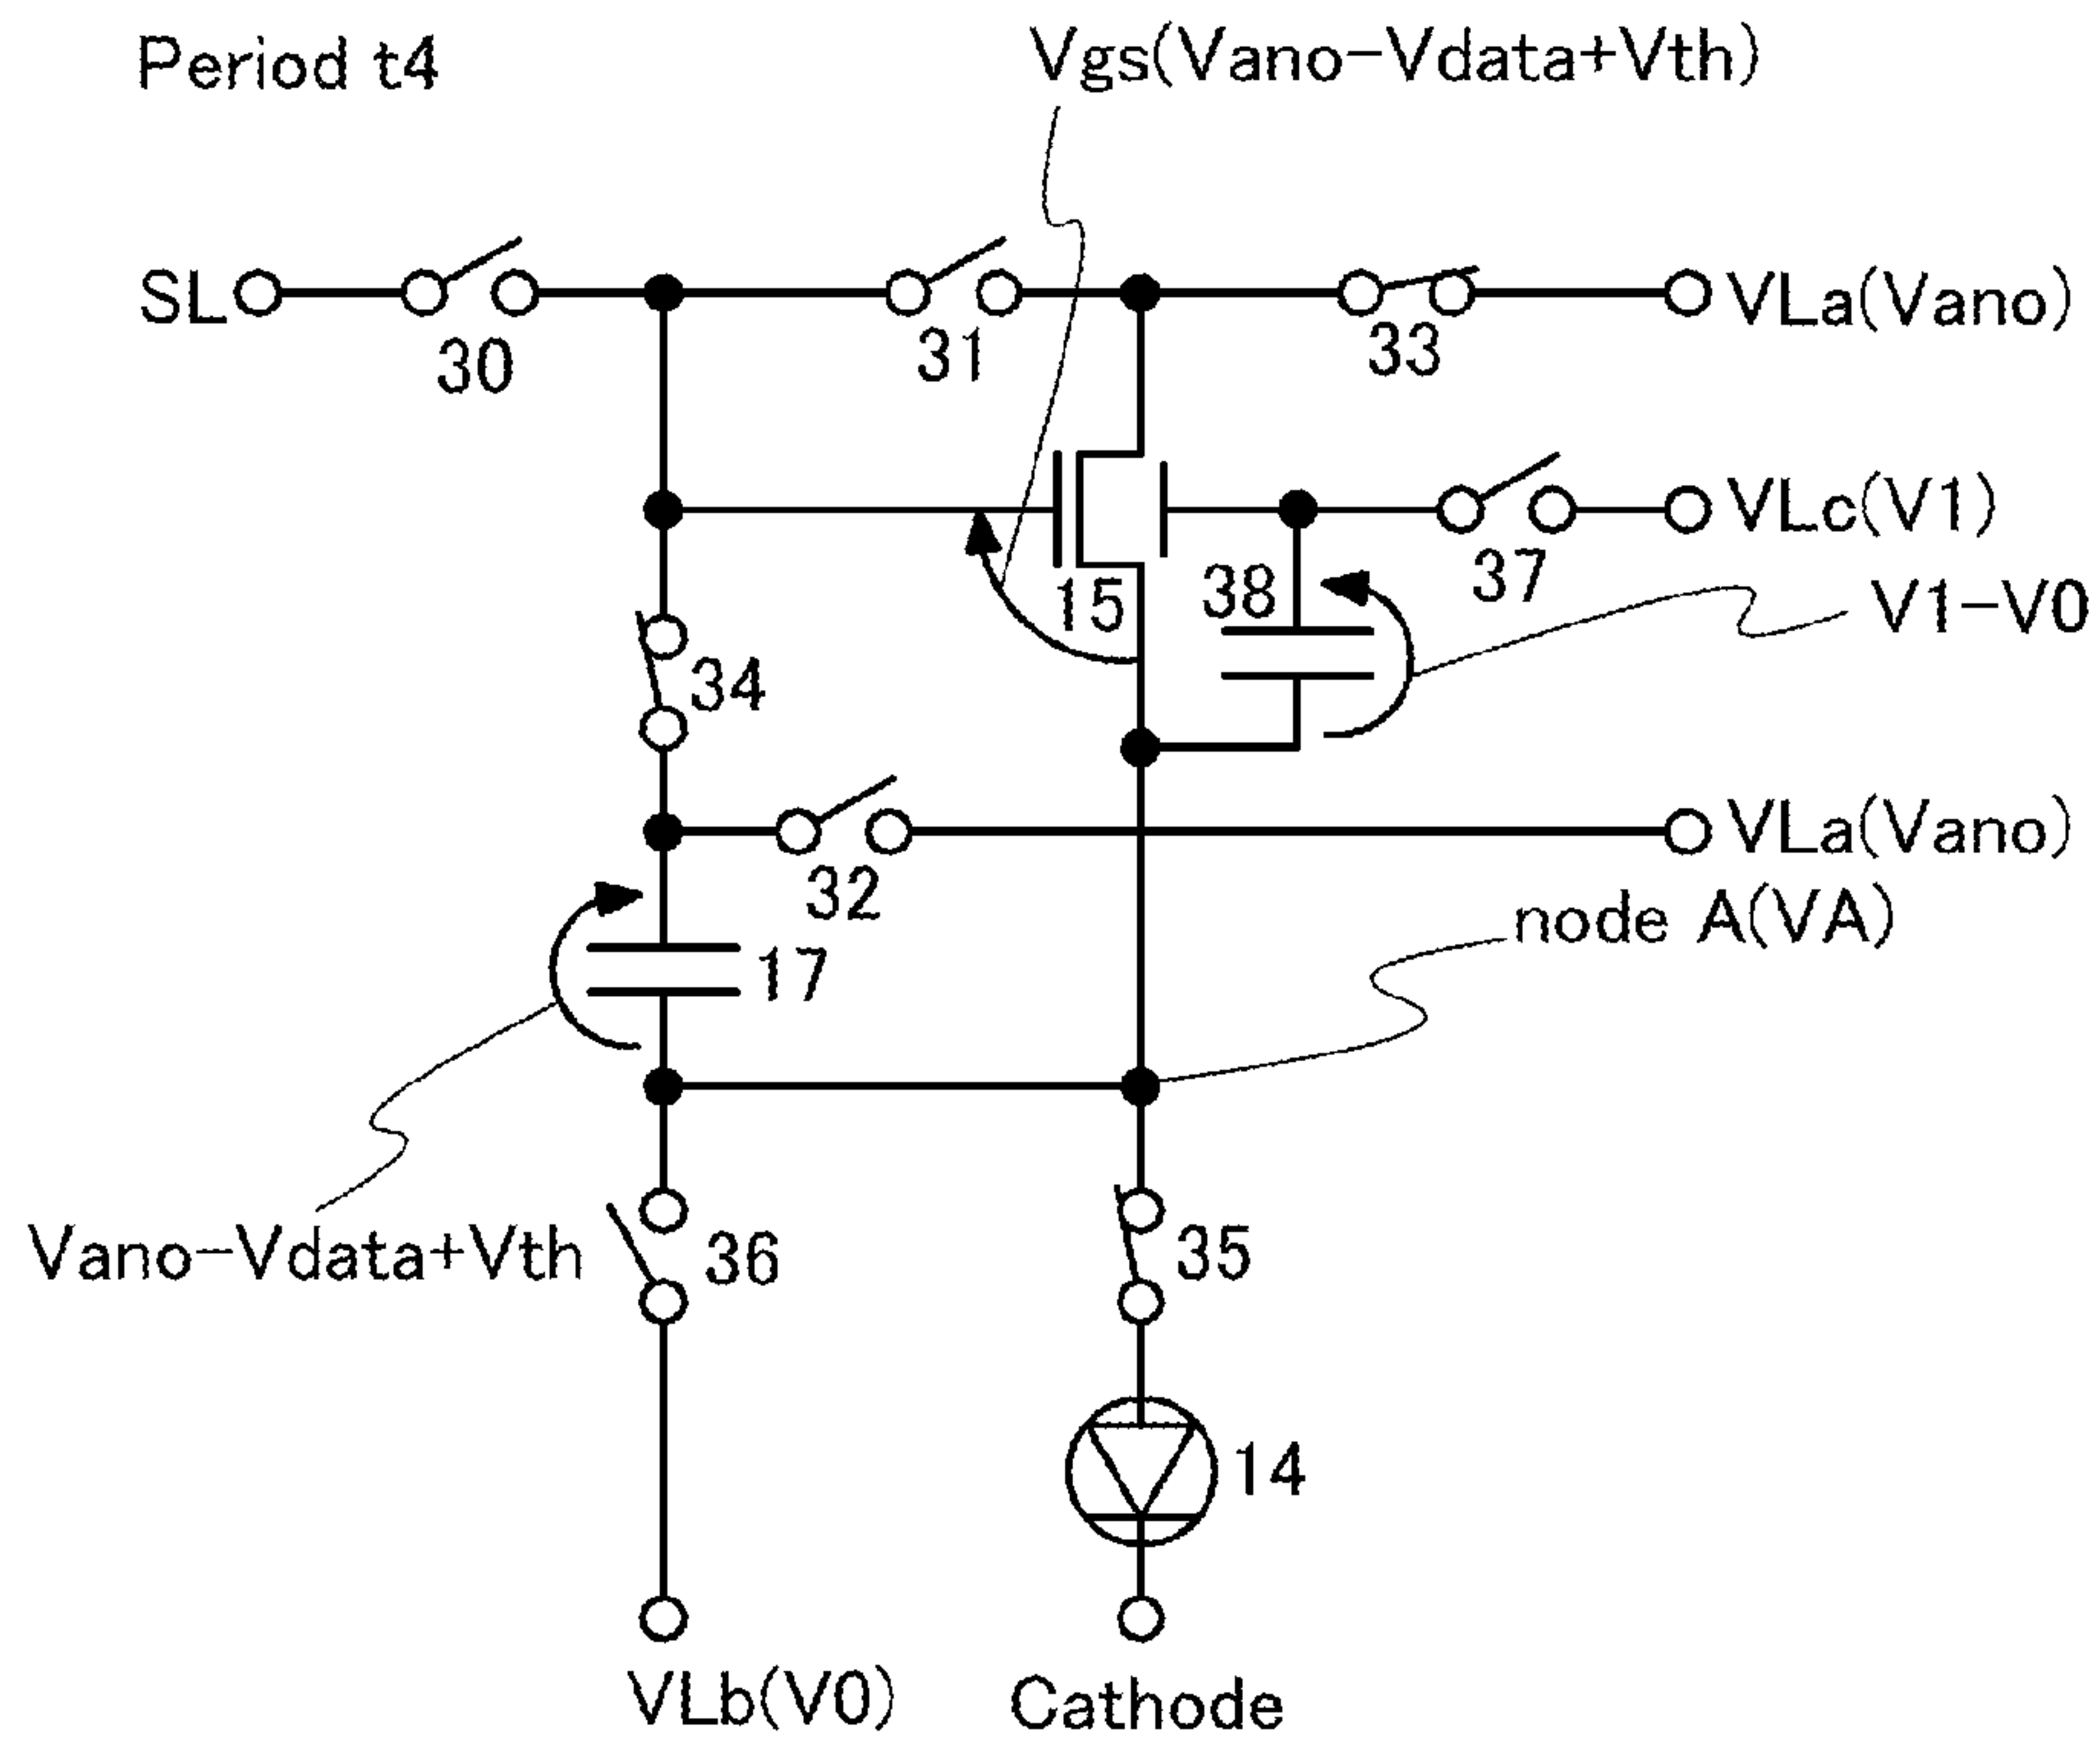 Period t4
Vgs(Vano-Vdata+Vth)
SL
30
31
33
VLa(Vano)
VLc(V1)
37
15
38
V1-V0
34
VLa(Vano)
32
node A(VA)
17
Vano-Vdata+Vth
36
35
14
VLb(V0)
Cathode